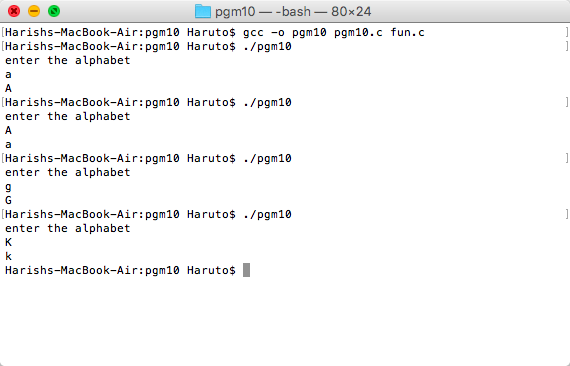 pgm10 — -bash — 80×24
[Harishs-MacBook-Air:pgm10 Haruto$ gcc -o pgm10 pgm10.c fun.c ]
[Harishs-MacBook-Air:pgm10 Haruto$ ./pgm10 ]
enter the alphabet
a
A
[Harishs-MacBook-Air:pgm10 Haruto$ ./pgm10 ]
enter the alphabet
A
a
[Harishs-MacBook-Air:pgm10 Haruto$ ./pgm10 ]
enter the alphabet
g
G
[Harishs-MacBook-Air:pgm10 Haruto$ ./pgm10 ]
enter the alphabet
K
k
Harishs-MacBook-Air:pgm10 Haruto$